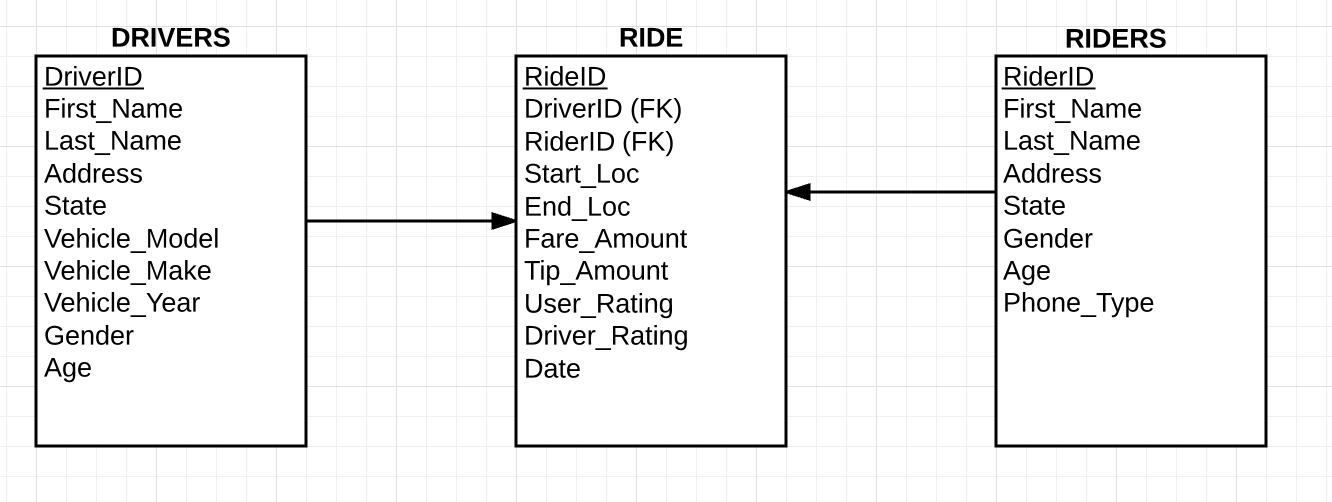 DRIVERS
DriverID
First_Name
Last_Name
Address
State
Vehicle_Model
Vehicle_Make
Vehicle_Year
Gender
Age
RIDE
RideID
DriverID (FK)
RiderID (FK)
Start_Loc
End_Loc
Fare_Amount
Tip_Amount
User_Rating
Driver_Rating
Date
RIDERS
RiderID
First_Name
Last_Name
Address
State
Gender
Age
Phone_Type